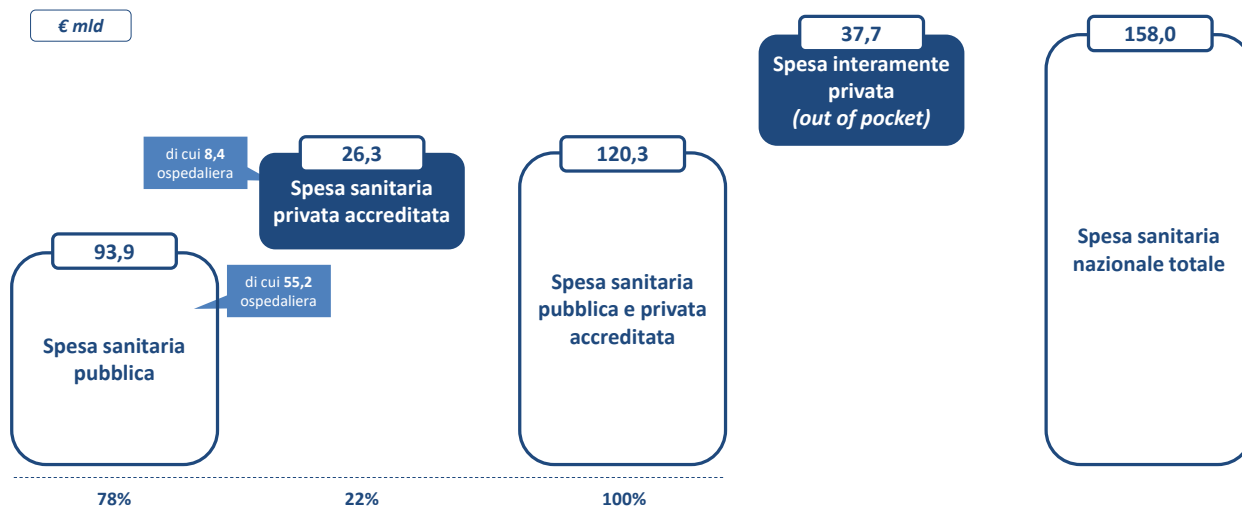 € mld
93,9
Spesa sanitaria
pubblica
di cui 55,2
ospedaliera
di cui 8,4
ospedaliera
26,3
Spesa sanitaria
privata accreditata
120,3
Spesa sanitaria
pubblica e privata
accreditata
37,7
Spesa interamente
privata
(out of pocket)
158,0
Spesa sanitaria
nazionale totale
78%
22%
100%